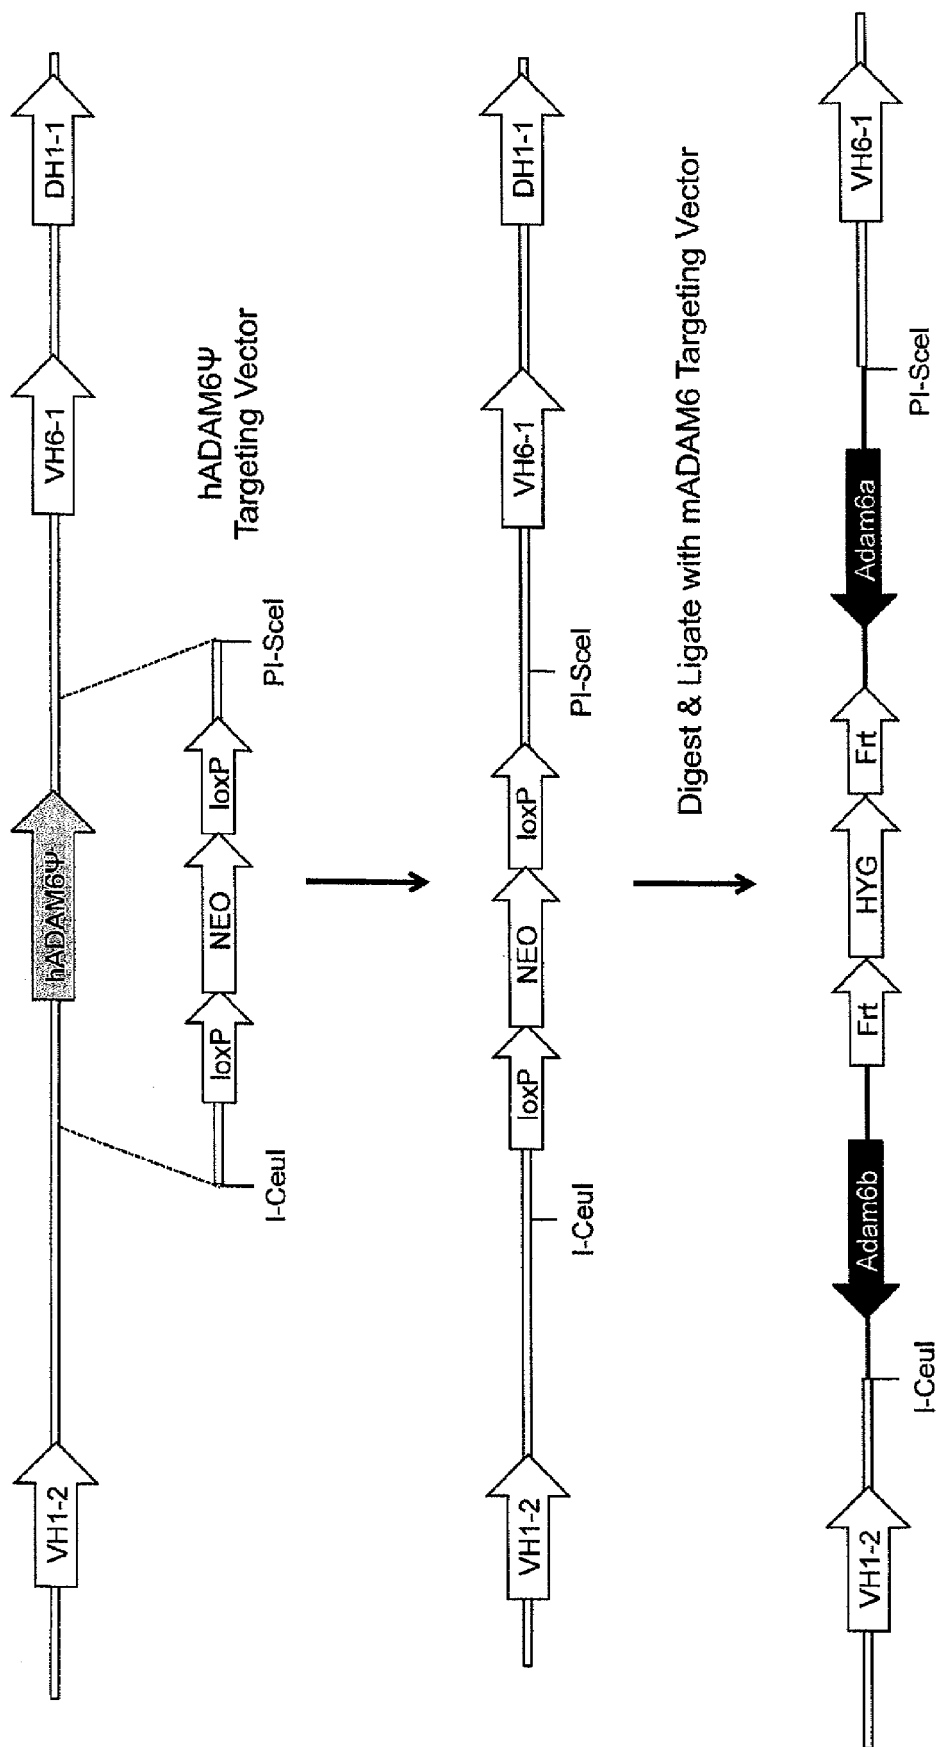 VH1-2
hADAM6Ψ
VH6-1
DH1-1
hADAM6Ψ
Targeting Vector
loxP
NEO
loxP
I-CeuI
PI-SceI
VH1-2
loxP
NEO
loxP
VH6-1
DH1-1
I-CeuI
PI-SceI
Digest & Ligate with mADAM6 Targeting Vector
VH1-2
Adam6b
Frt
HYG
Frt
Adam6a
VH6-1
I-CeuI
PI-SceI